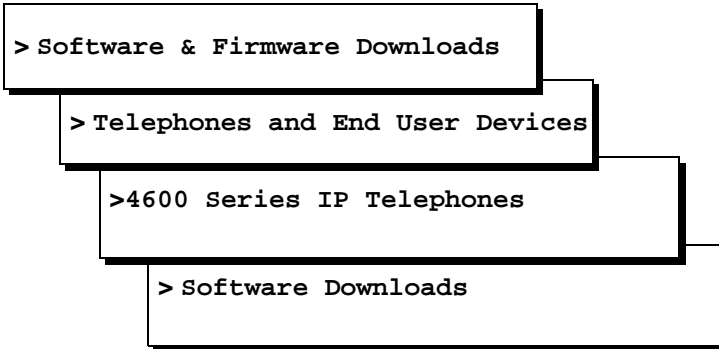 > Software & Firmware Downloads
> Telephones and End User Devices
>4600 Series IP Telephones
> Software Downloads